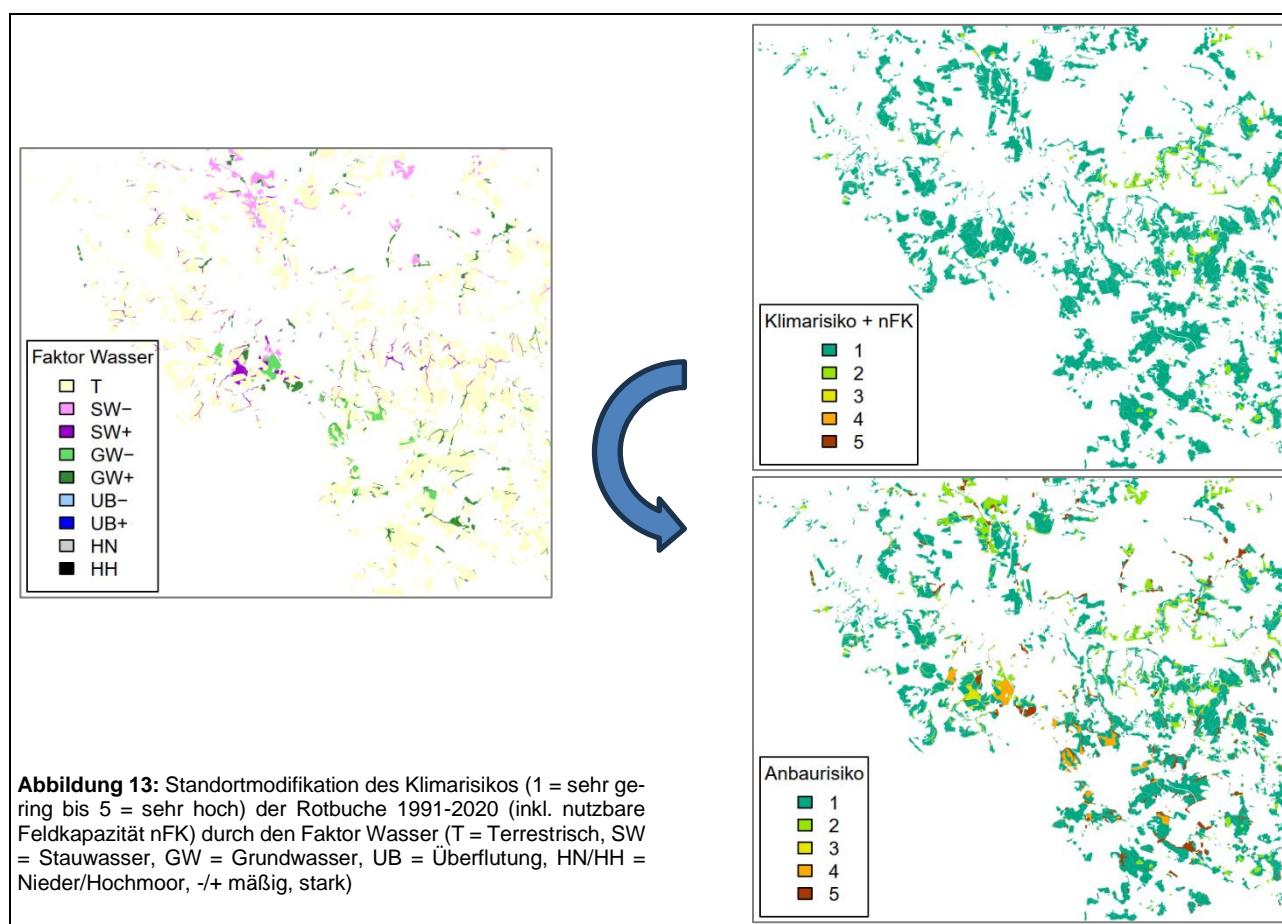 Faktor Wasser
T
SW−
SW+
GW−
GW+
UB−
UB+
HN
HH
Klimarisiko + nFK
1
2
3
4
5
Anbaurisiko
1
2
3
4
5
Abbildung 13: Standortmodifikation des Klimarisikos (1 = sehr ge-
ring bis 5 = sehr hoch) der Rotbuche 1991-2020 (inkl. nutzbare
Feldkapazität nFK) durch den Faktor Wasser (T = Terrestrisch, SW
= Stauwasser, GW = Grundwasser, UB = Überflutung, HN/HH =
Nieder/Hochmoor, -/+ mäßig, stark)